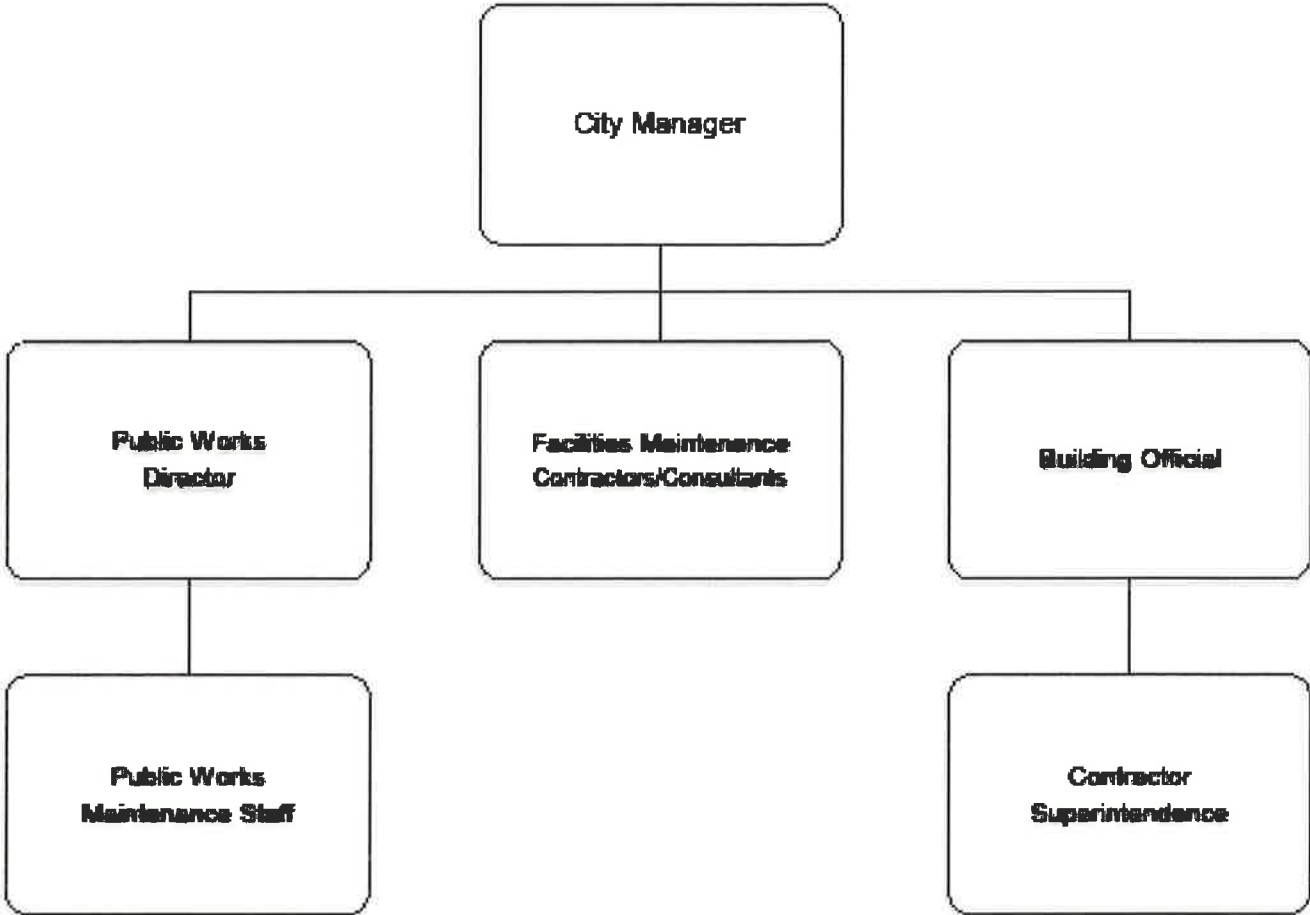 City Manager
Public Works
Director
Facilities Maintenance
Contractors/Consultants
Building Official
Public Works
Maintenance Staff
Contractor
Superintendence